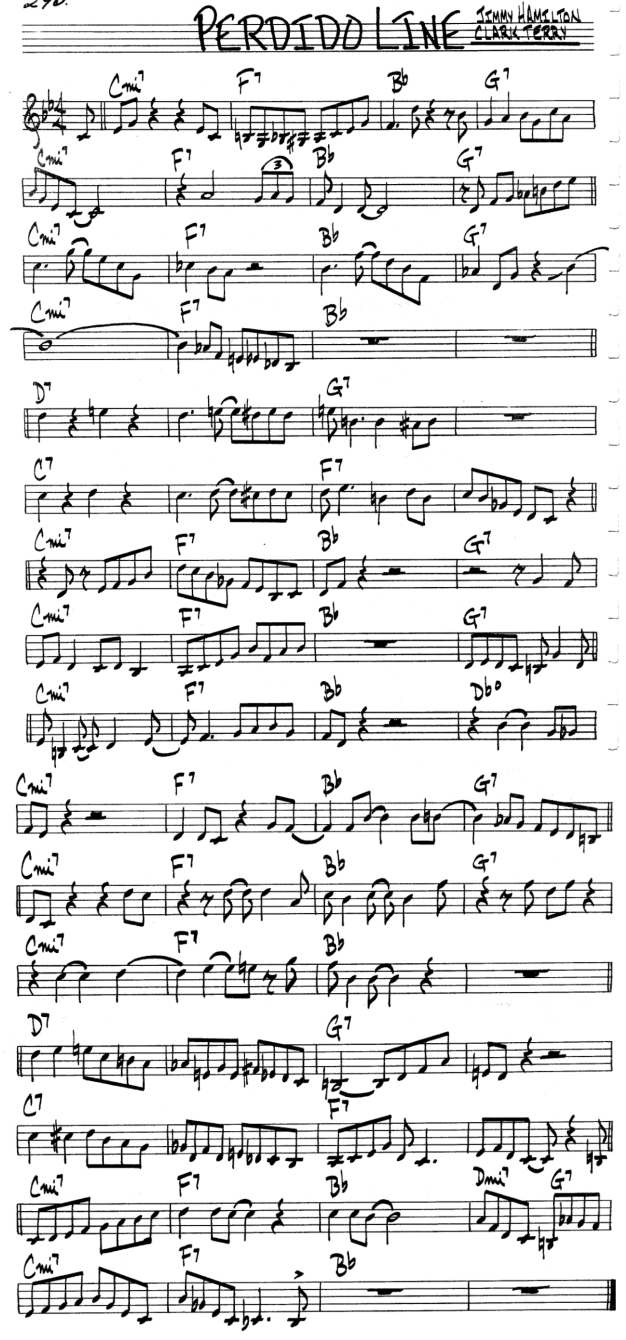 290.
PERDIDO LINE JIMMY HAMILTON
CLARK TERRY
Cmi7 F7 Bb G7
Cmi7 F7 3 Bb G7
Cmi7 F7 Bb G7
Cmi7 F7 Bb
D7 G7
C7 F7
Cmi7 F7 Bb G7
Cmi7 F7 Bb G7
Cmi7 F7 Bb Dbo
Cmi7 F7 Bb G7
Cmi7 F7 Bb G7
Cmi7 F7 Bb
D7 G7
C7 F7
Cmi7 F7 Bb Dmi7 G7
Cmi7 F7 Bb